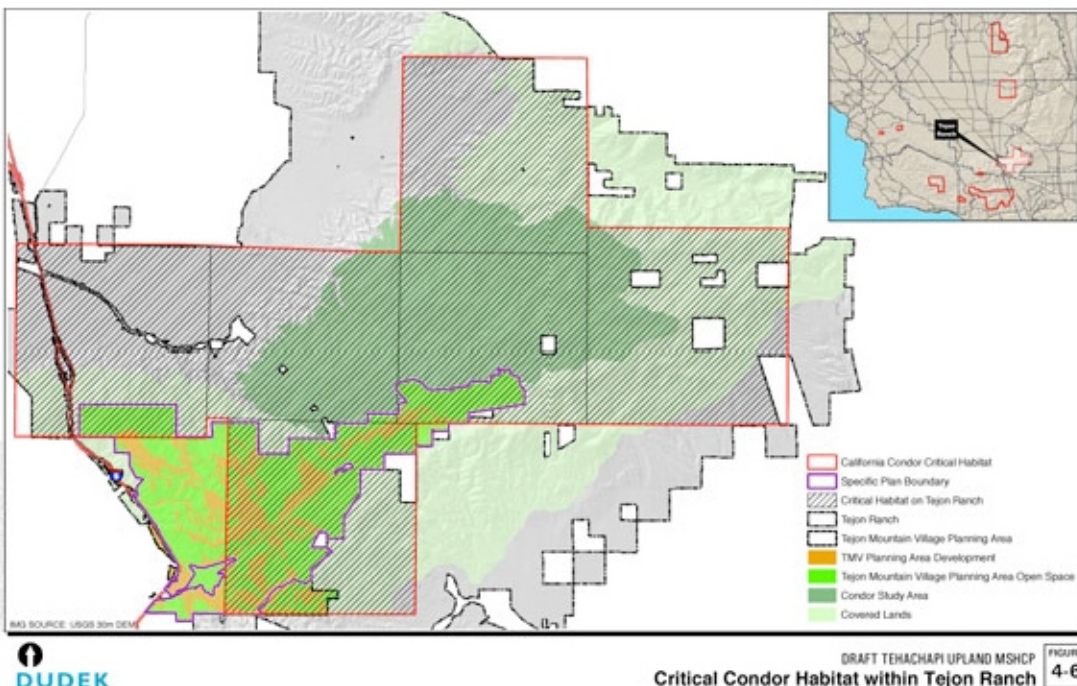 Tejon
Ranch
California Condor Critical Habitat
Specific Plan Boundary
Critical Habitat on Tejon Ranch
Tejon Ranch
Tejon Mountain Village Planning Area
TMV Planning Area Development
Tejon Mountain Village Planning Area Open Space
Condor Study Area
Covered Lands
IMG SOURCE: USGS 30m DEM
DUDEK
DRAFT TEHACHAPI UPLAND MSHCP
Critical Condor Habitat within Tejon Ranch
FIGURE
4-6